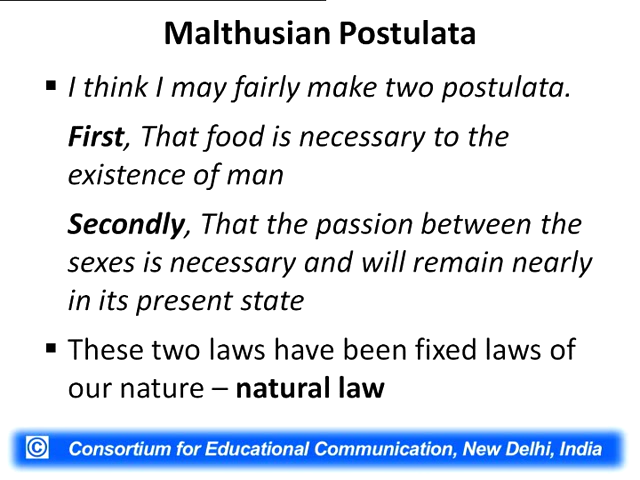 Malthusian Postulata
▪ I think I may fairly make two postulata.
First, That food is necessary to the
existence of man
Secondly, That the passion between the
sexes is necessary and will remain nearly
in its present state
▪ These two laws have been fixed laws of
our nature – natural law
© Consortium for Educational Communication, New Delhi, India